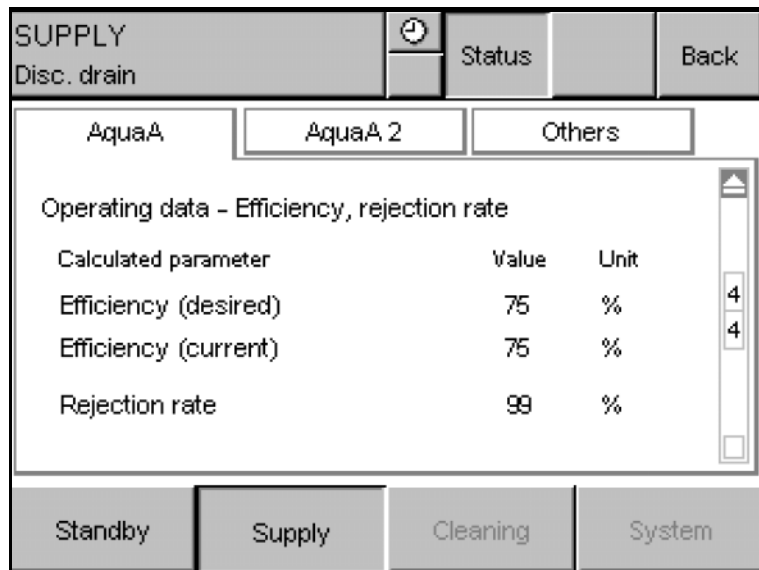 SUPPLY
Disc. drain
Status
Back
AquaA
AquaA 2
Others
Operating data - Efficiency, rejection rate
Calculated parameter Value Unit
Efficiency (desired) 75 %
4
Efficiency (current) 75 %
4
Rejection rate 99 %
Standby
Supply
Cleaning
System